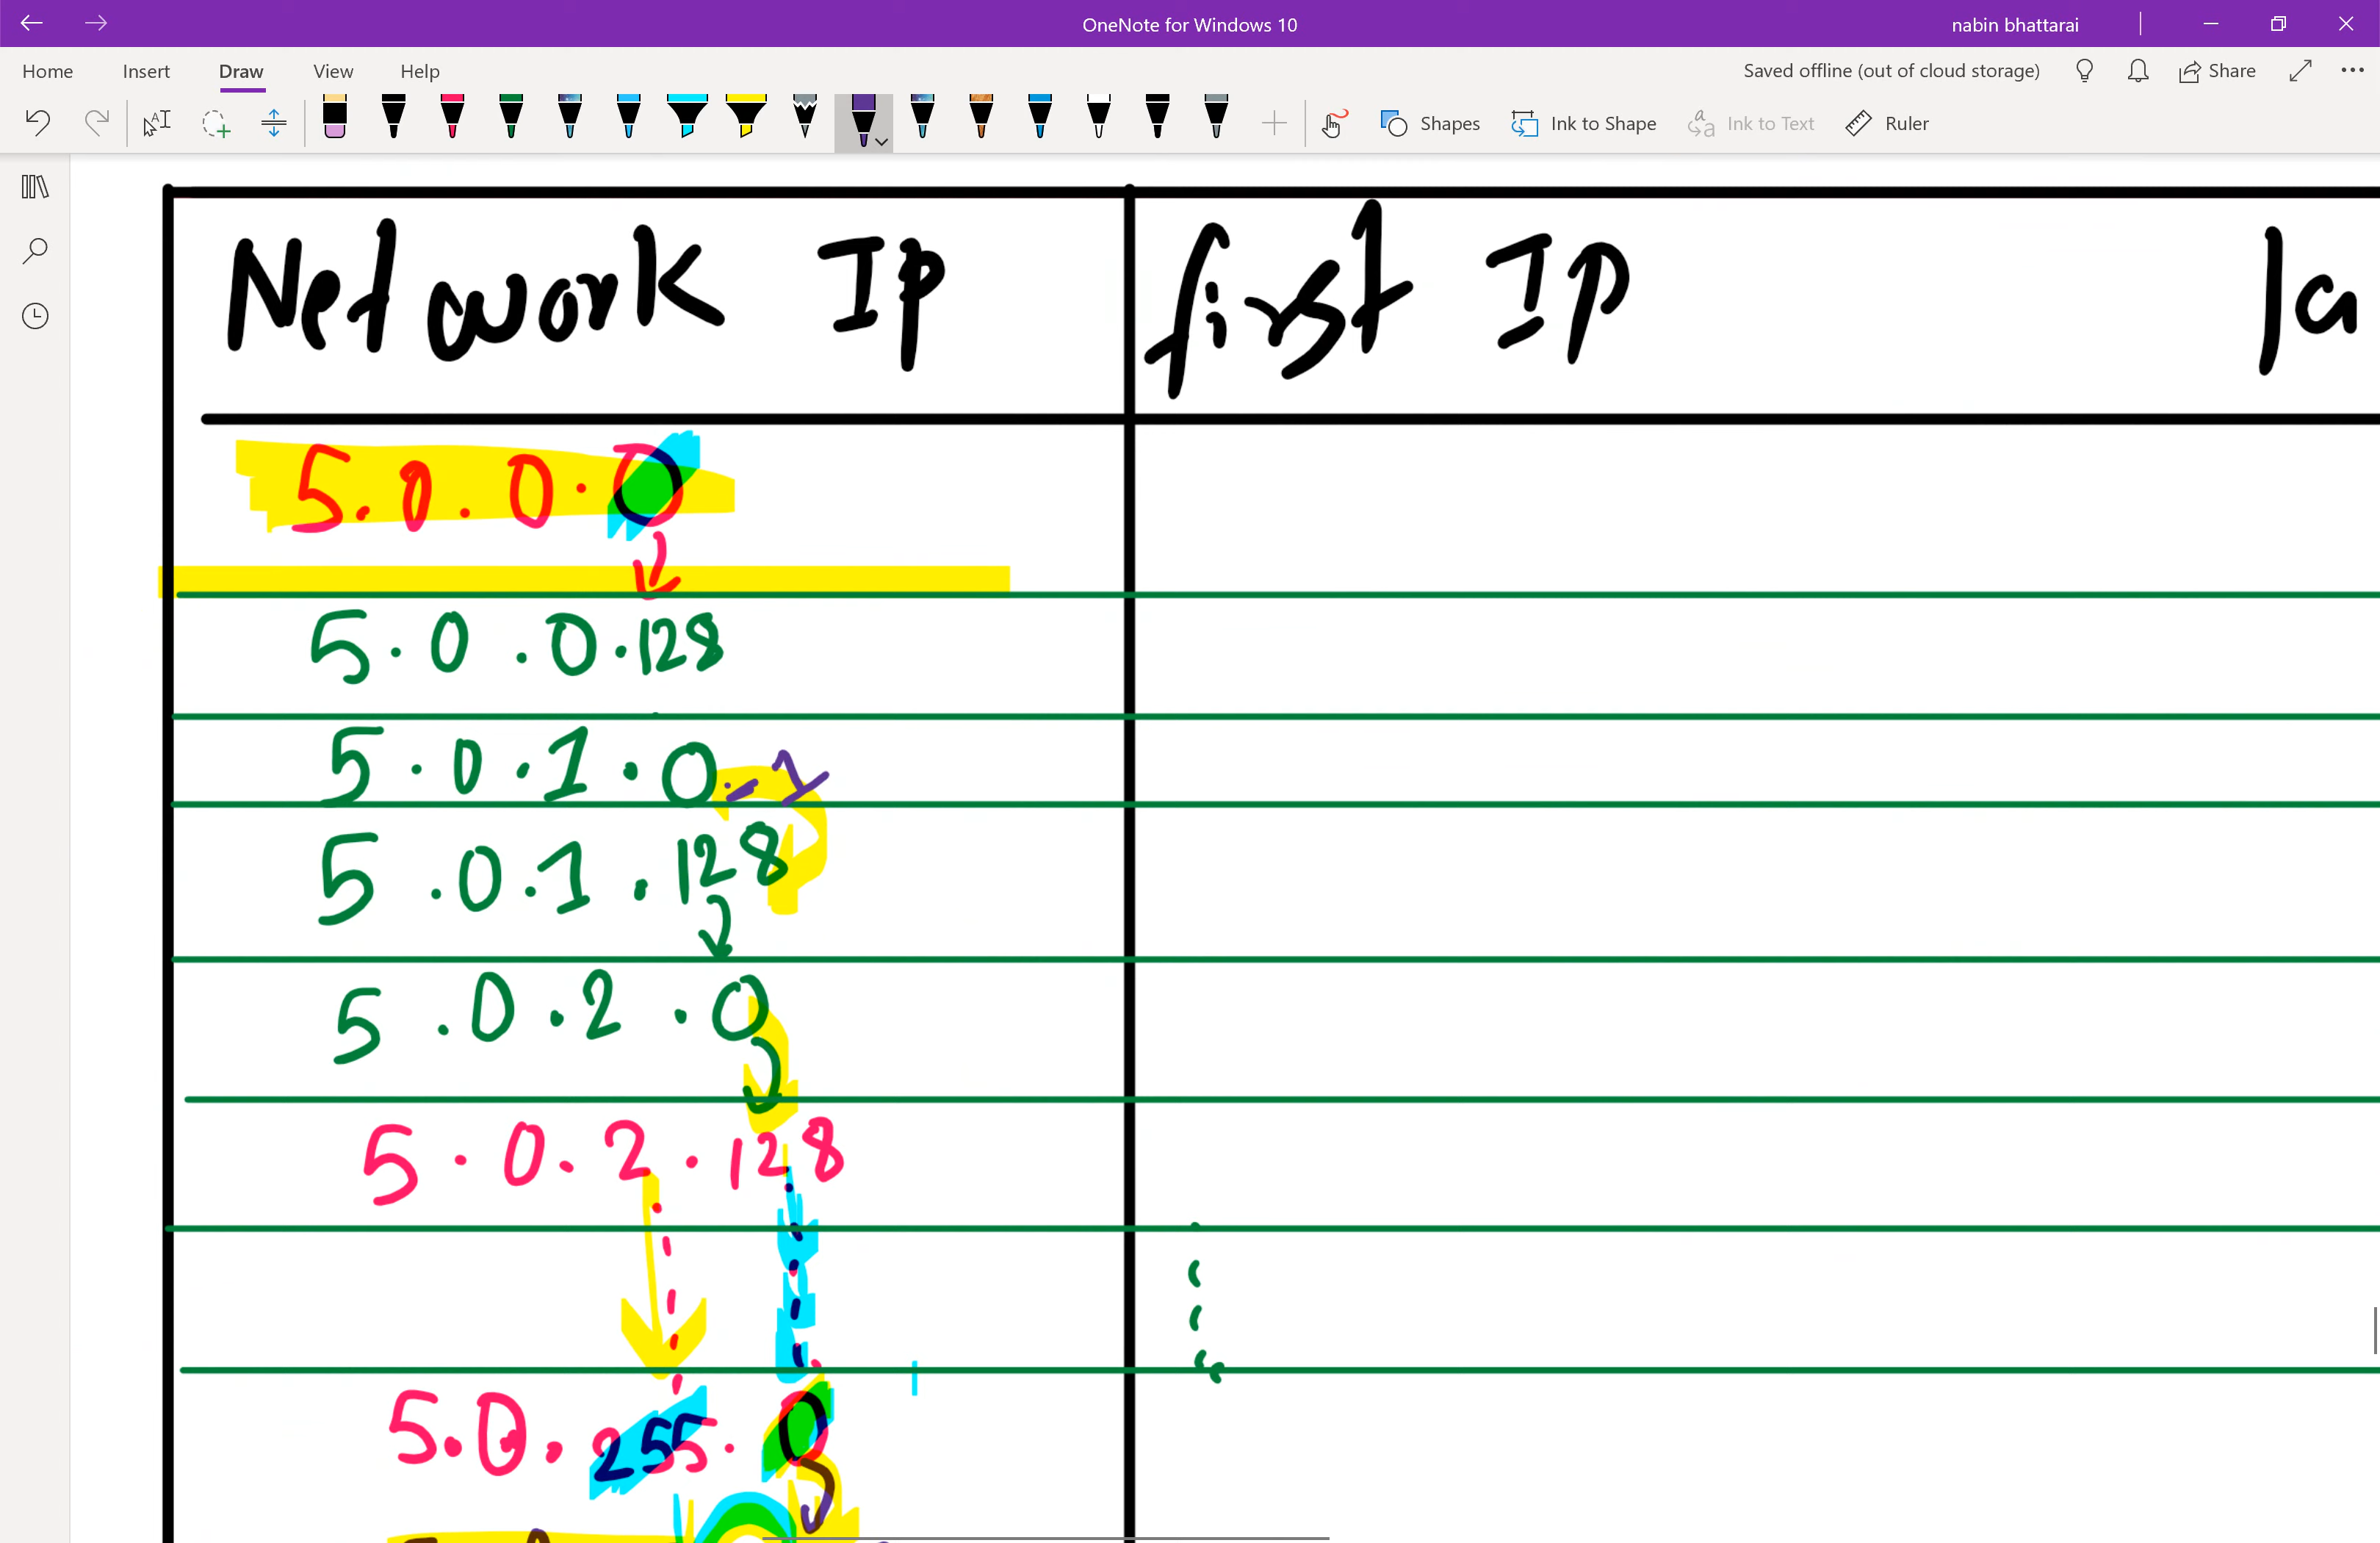 OneNote for Windows 10
nabin bhattarai
Home Insert Draw View Help
Saved offline (out of cloud storage)
Share
Shapes Ink to Shape Ink to Text Ruler
Network Ip first Ip la
5.0.0.0
5.0.0.128
5.0.1.0 - 1
5.0.1.128
5.0.2.0
5.0.2.128
5.0.255.0